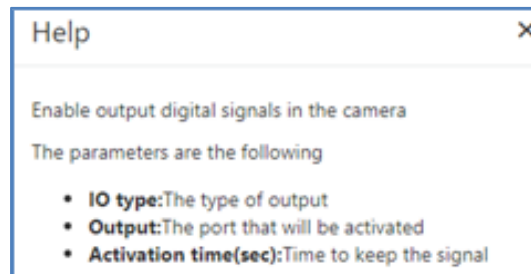 Help ×
Enable output digital signals in the camera
The parameters are the following
• IO type:The type of output
• Output:The port that will be activated
• Activation time(sec):Time to keep the signal